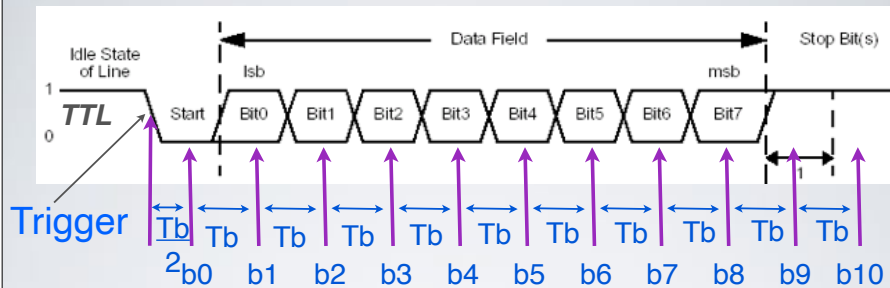 Data Field
Stop Bit(s)
Idle State
of Line
lsb
msb
1
TTL
Start
Bit0
Bit1
Bit2
Bit3
Bit4
Bit5
Bit6
Bit7
0
1
Trigger
Tb
2
Tb
Tb
Tb
Tb
Tb
Tb
Tb
Tb
Tb
Tb
b0
b1
b2
b3
b4
b5
b6
b7
b8
b9
b10